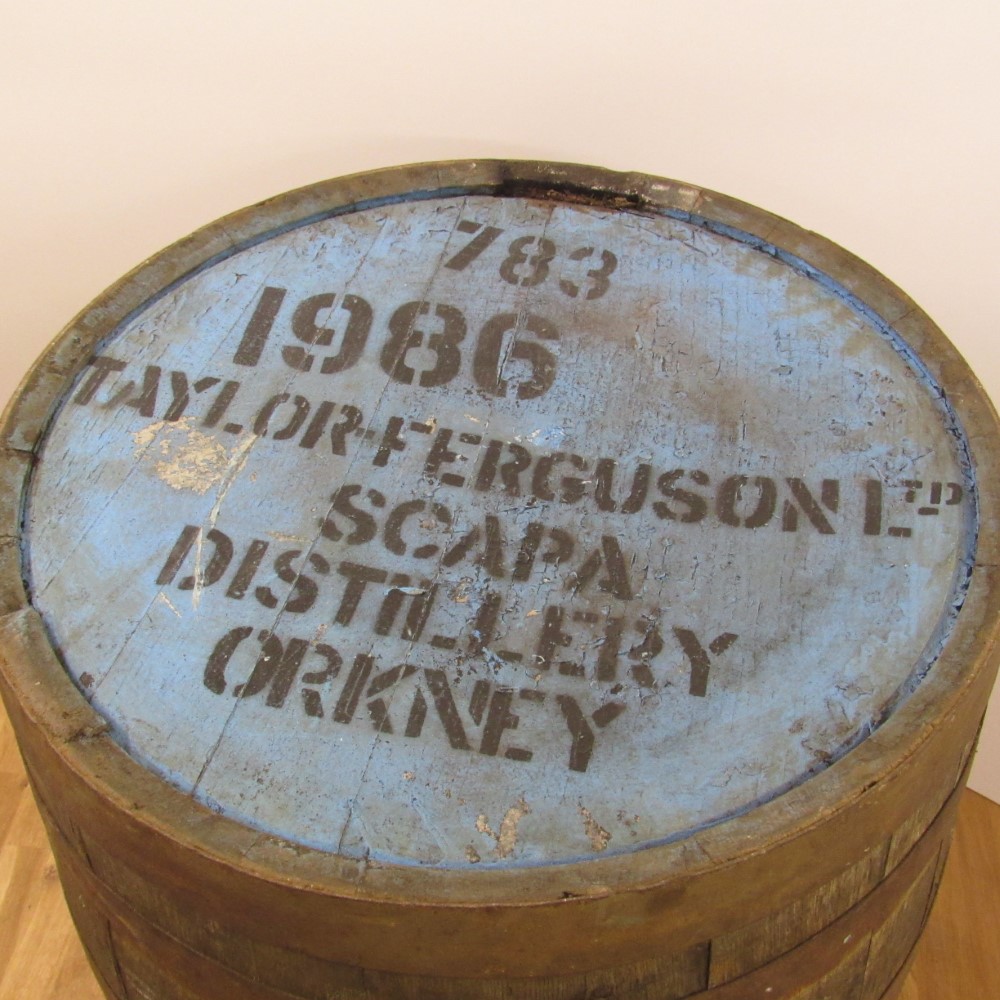 783
1986
TAYLOR-FERGUSON LTD
SCAPA
DISTILLERY
ORKNEY